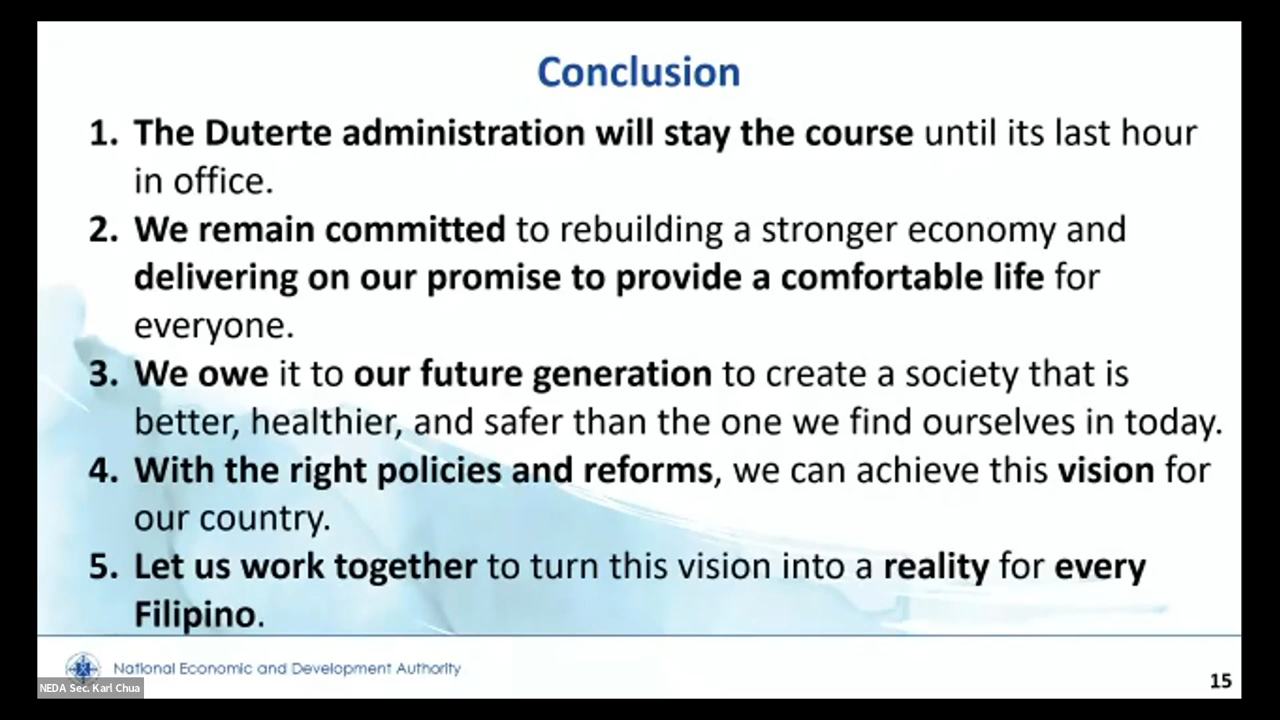 Conclusion
1. The Duterte administration will stay the course until its last hour
in office.
2. We remain committed to rebuilding a stronger economy and
delivering on our promise to provide a comfortable life for
everyone.
3. We owe it to our future generation to create a society that is
better, healthier, and safer than the one we find ourselves in today.
4. With the right policies and reforms, we can achieve this vision for
our country.
5. Let us work together to turn this vision into a reality for every
Filipino.
National Economic and Development Authority
NEDA Sec. Karl Chua
15